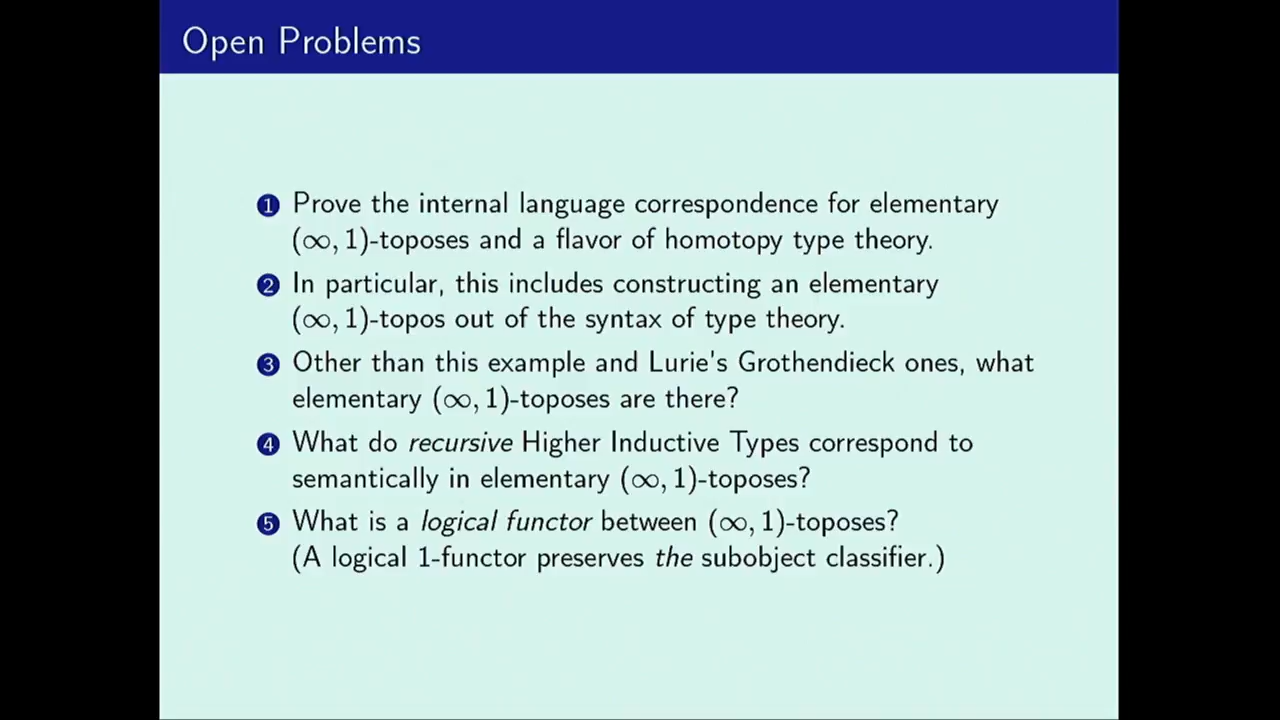 Open Problems
1 Prove the internal language correspondence for elementary
(∞, 1)-toposes and a flavor of homotopy type theory.
2 In particular, this includes constructing an elementary
(∞, 1)-topos out of the syntax of type theory.
3 Other than this example and Lurie's Grothendieck ones, what
elementary (∞, 1)-toposes are there?
4 What do recursive Higher Inductive Types correspond to
semantically in elementary (∞, 1)-toposes?
5 What is a logical functor between (∞, 1)-toposes?
(A logical 1-functor preserves the subobject classifier.)